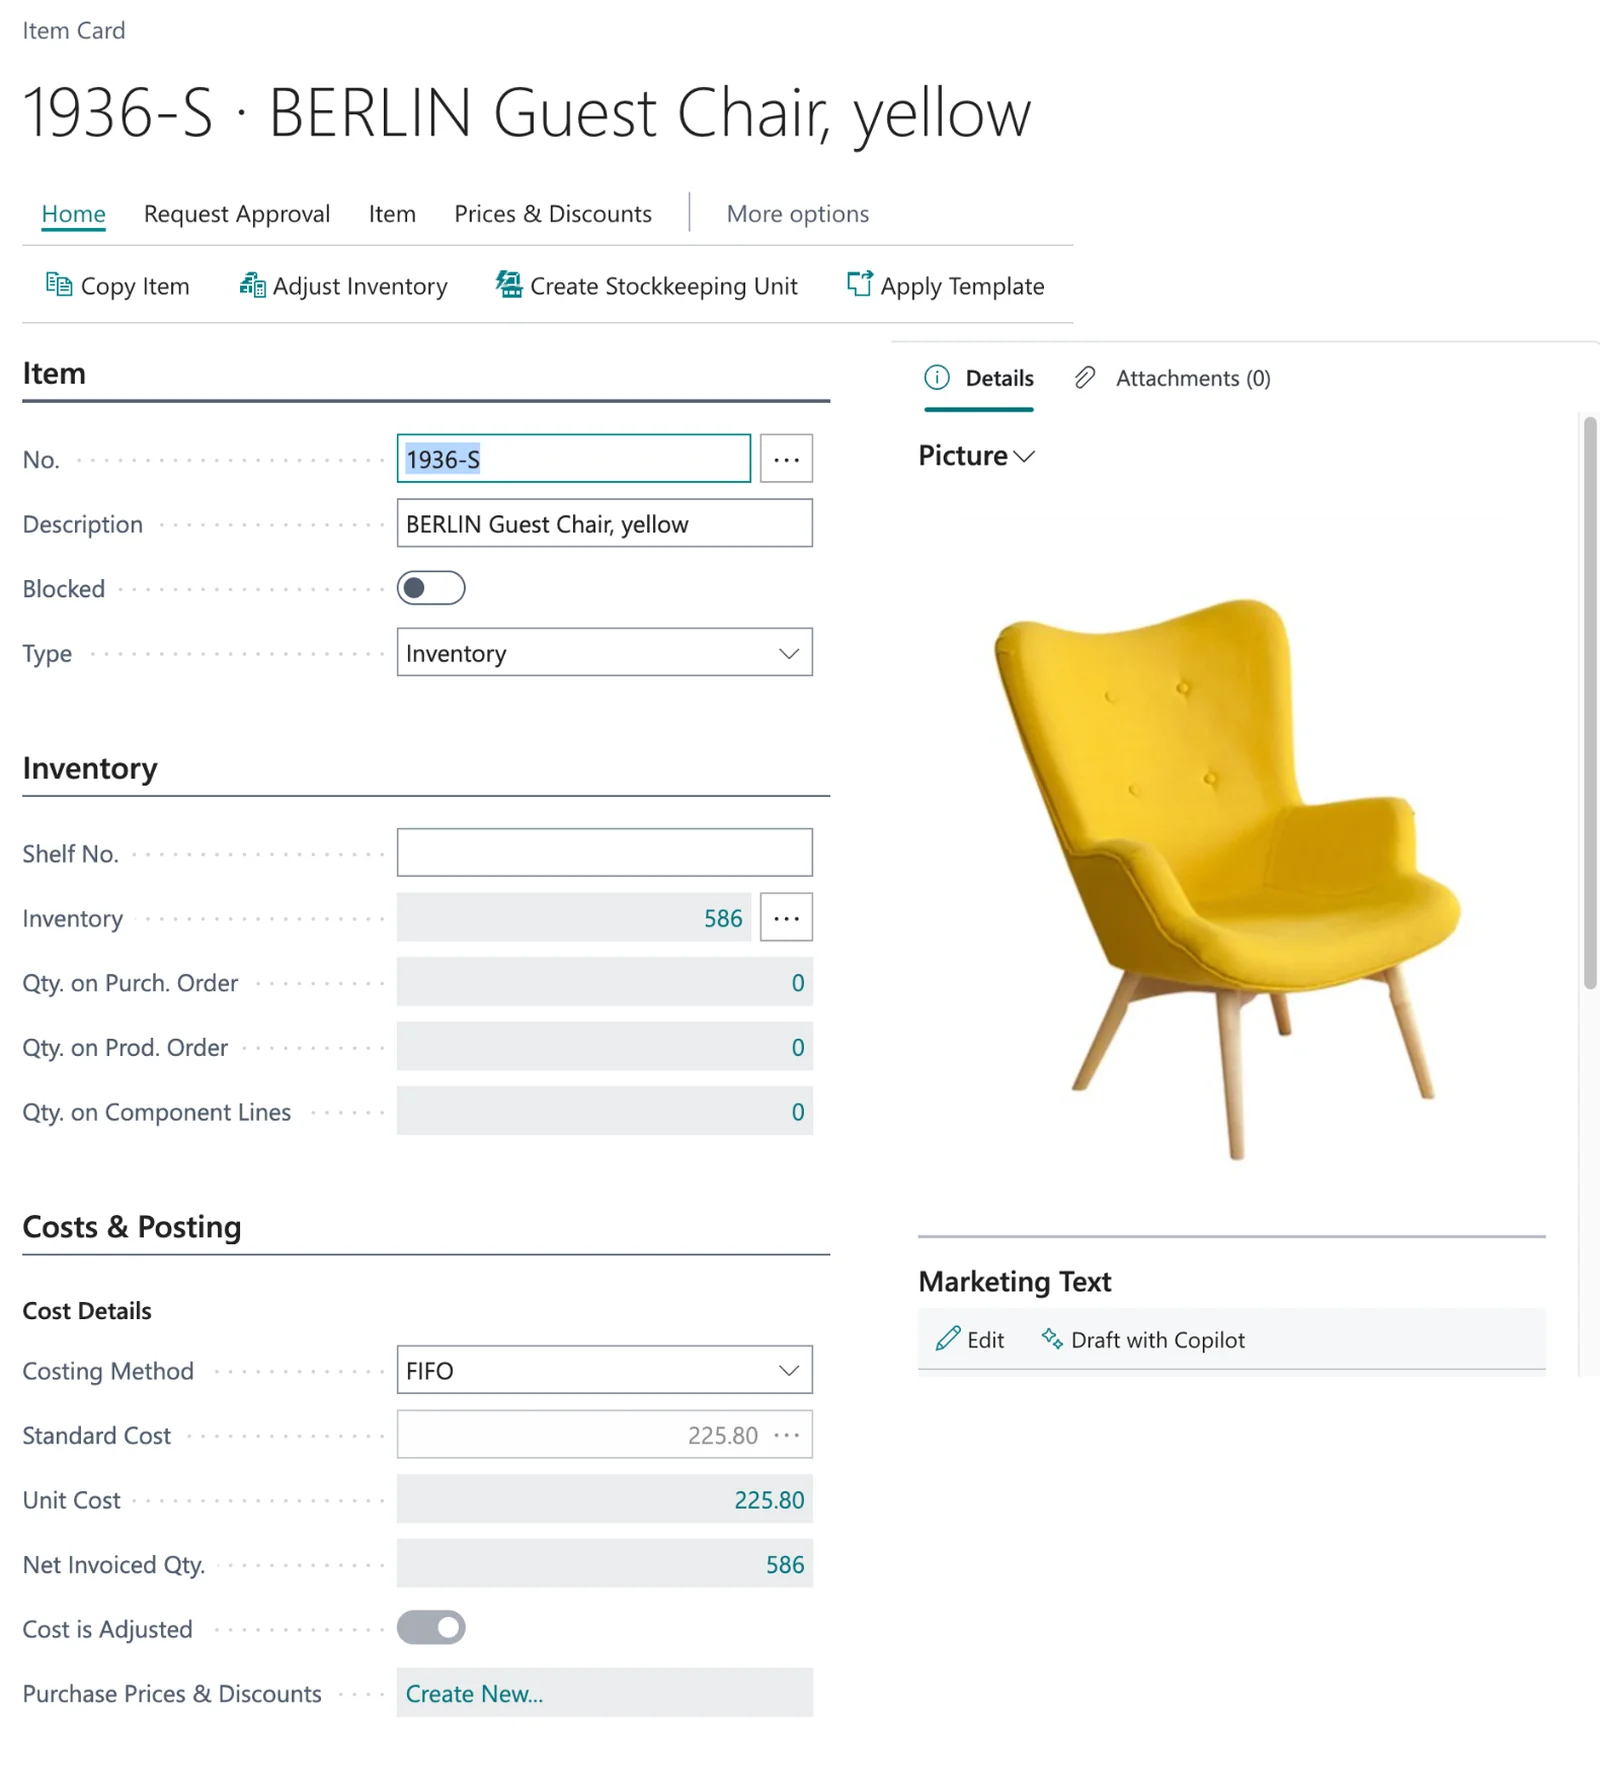 Item Card
1936-S · BERLIN Guest Chair, yellow
Home Request Approval Item Prices & Discounts More options
Copy Item Adjust Inventory Create Stockkeeping Unit Apply Template
Item
No. 1936-S ...
Description BERLIN Guest Chair, yellow
Blocked
Type Inventory
Inventory
Shelf No.
Inventory 586 ...
Qty. on Purch. Order 0
Qty. on Prod. Order 0
Qty. on Component Lines 0
Costs & Posting
Cost Details
Costing Method FIFO
Standard Cost 225.80 ...
Unit Cost 225.80
Net Invoiced Qty. 586
Cost is Adjusted
Purchase Prices & Discounts Create New...
Details Attachments (0)
Picture
Marketing Text
Edit Draft with Copilot